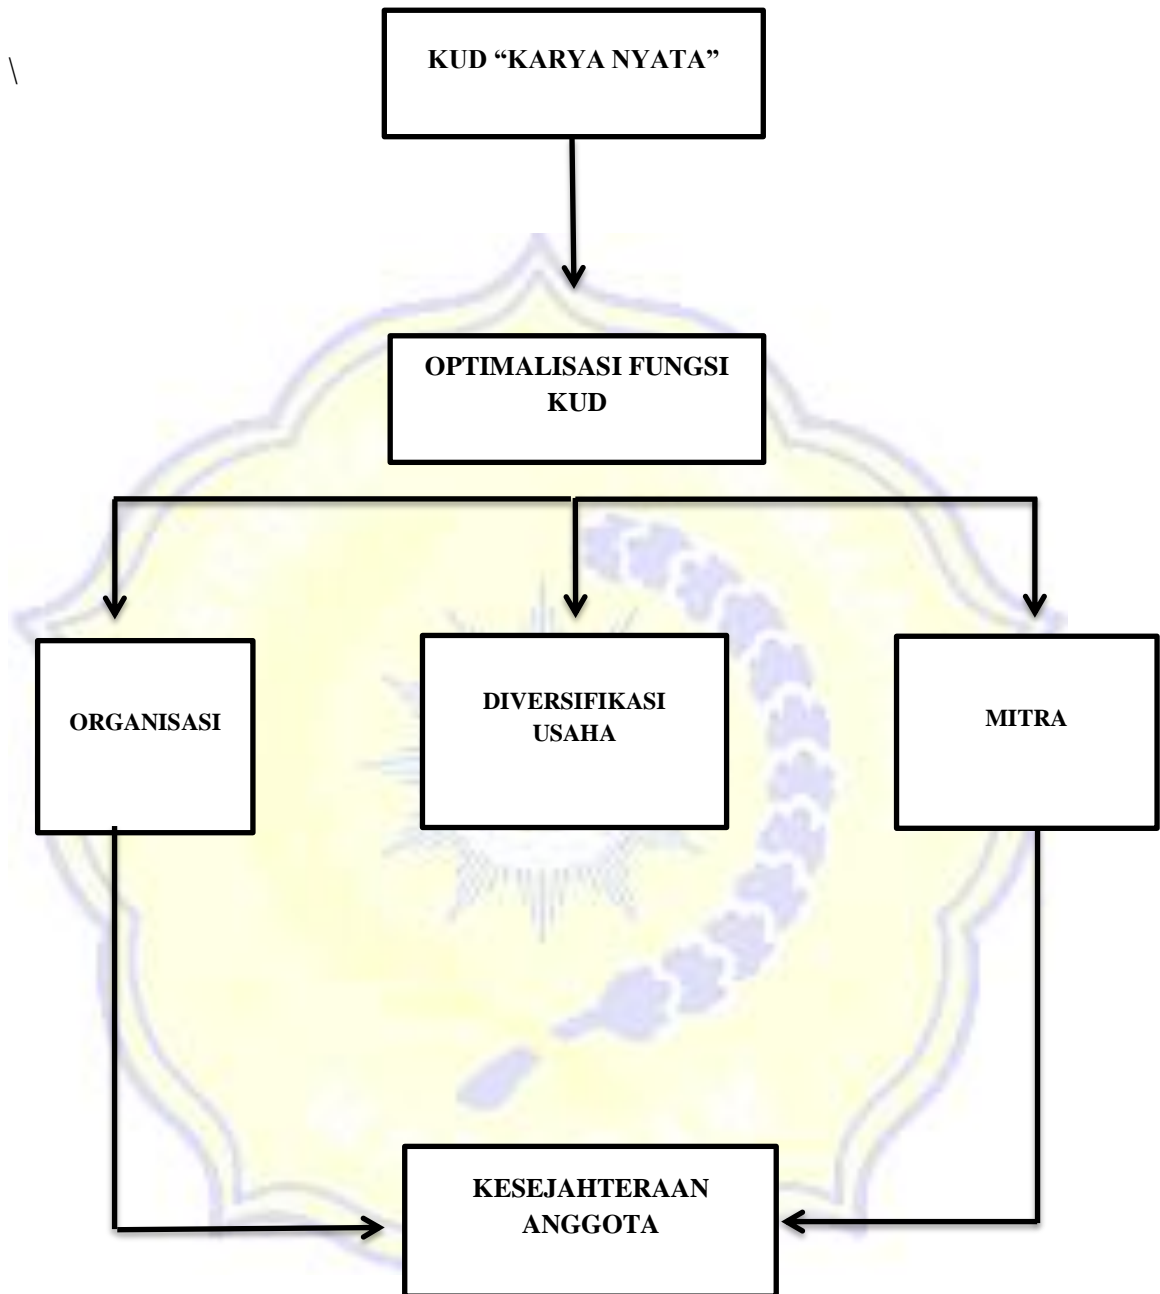 \
KUD “KARYA NYATA”
OPTIMALISASI FUNGSI
KUD
ORGANISASI
DIVERSIFIKASI
USAHA
MITRA
KESEJAHTERAAN
ANGGOTA